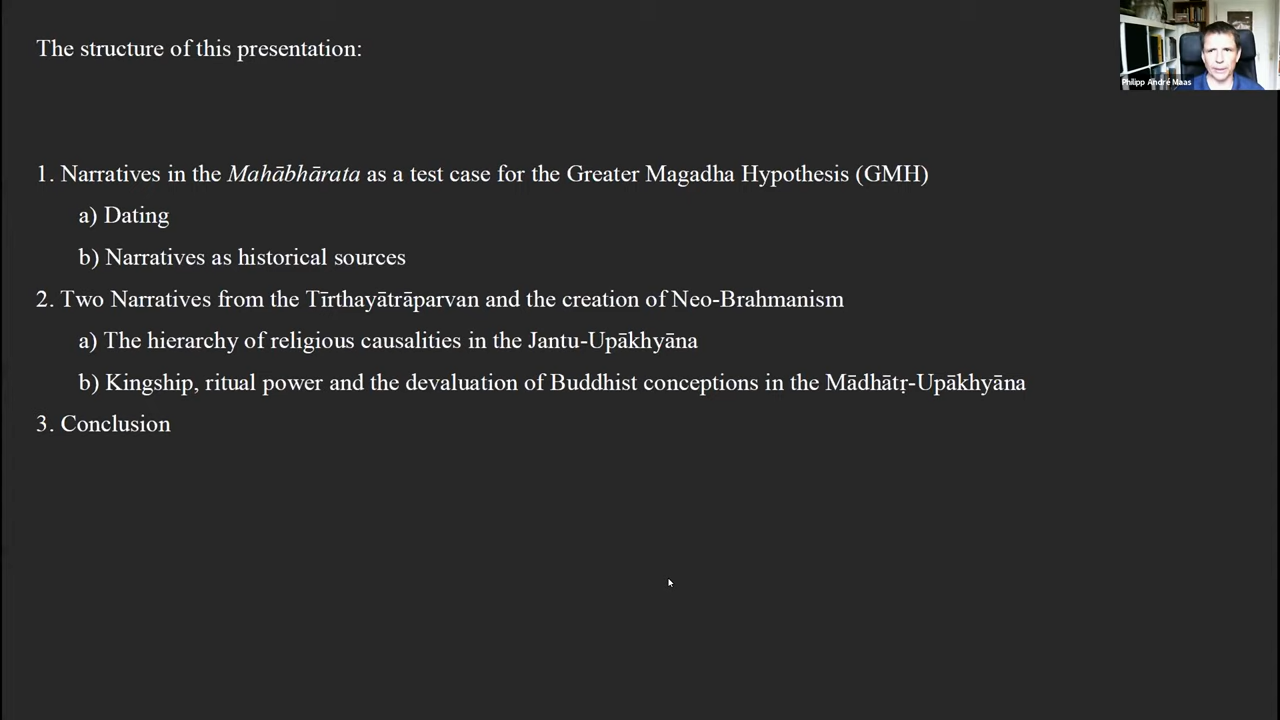 The structure of this presentation:
Philipp André Maas
1. Narratives in the Mahābhārata as a test case for the Greater Magadha Hypothesis (GMH)
a) Dating
b) Narratives as historical sources
2. Two Narratives from the Tīrthayātrāparvan and the creation of Neo-Brahmanism
a) The hierarchy of religious causalities in the Jantu-Upākhyāna
b) Kingship, ritual power and the devaluation of Buddhist conceptions in the Mādhātṛ-Upākhyāna
3. Conclusion